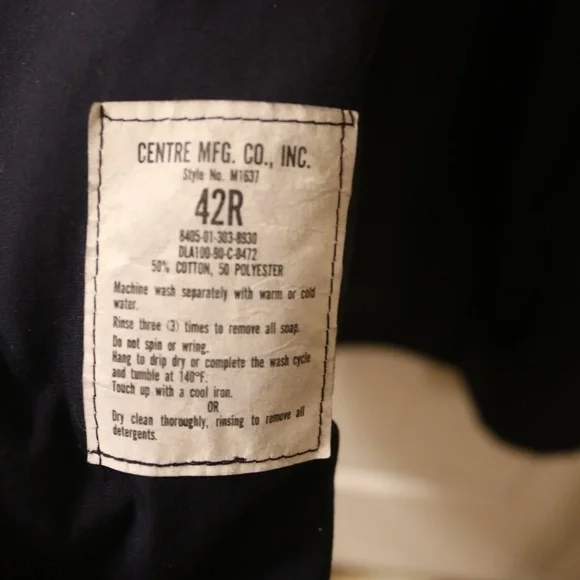 CENTRE MFG. CO., INC.
Style No. M1637
42R
8405-01-303-8930
DLA100-90-C-0472
50% COTTON, 50 POLYESTER
Machine wash separately with warm or cold
water.
Rinse three (3) times to remove all soap.
Do not spin or wring.
Hang to drip dry or complete the wash cycle
and tumble at 140°F.
Touch up with a cool iron.
OR
Dry clean thoroughly, rinsing to remove all
detergents.